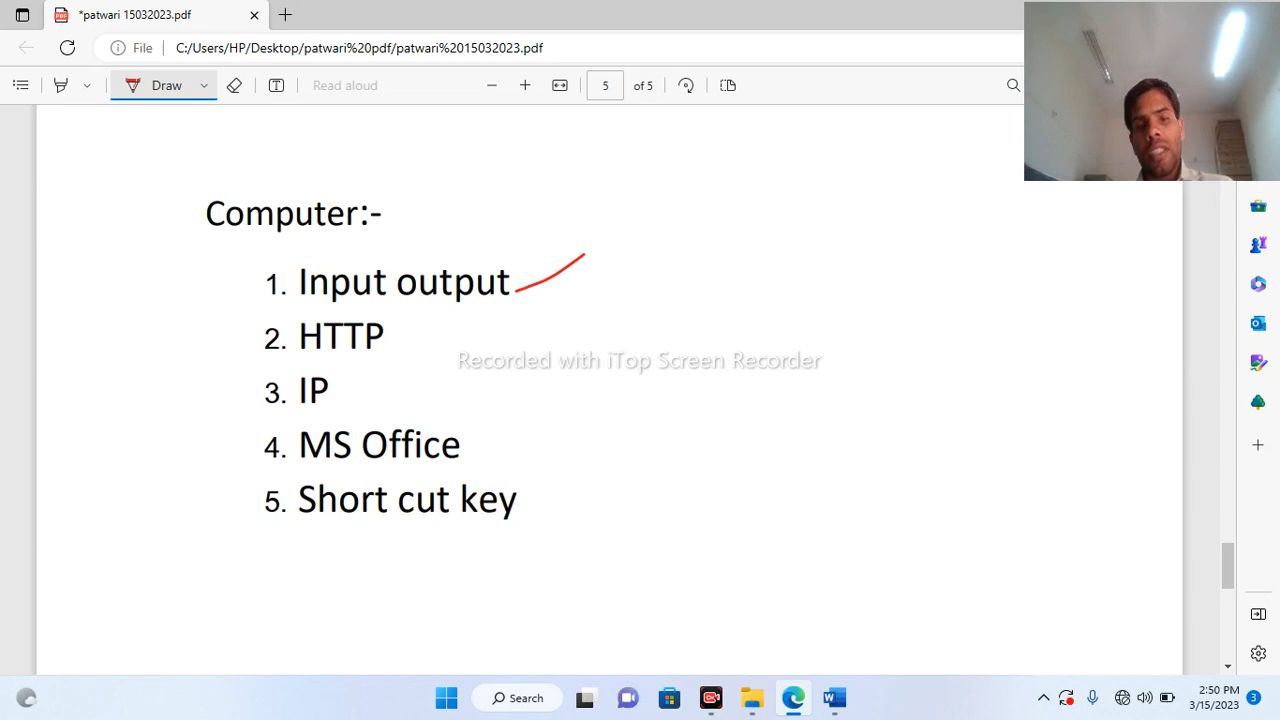 *patwari 15032023.pdf
File C:/Users/HP/Desktop/patwari%20pdf/patwari%2015032023.pdf
Draw Read aloud 5 of 5
Computer:-
1. Input output
2. HTTP
Recorded with iTop Screen Recorder
3. IP
4. MS Office
5. Short cut key
Search
2:50 PM
3/15/2023
3